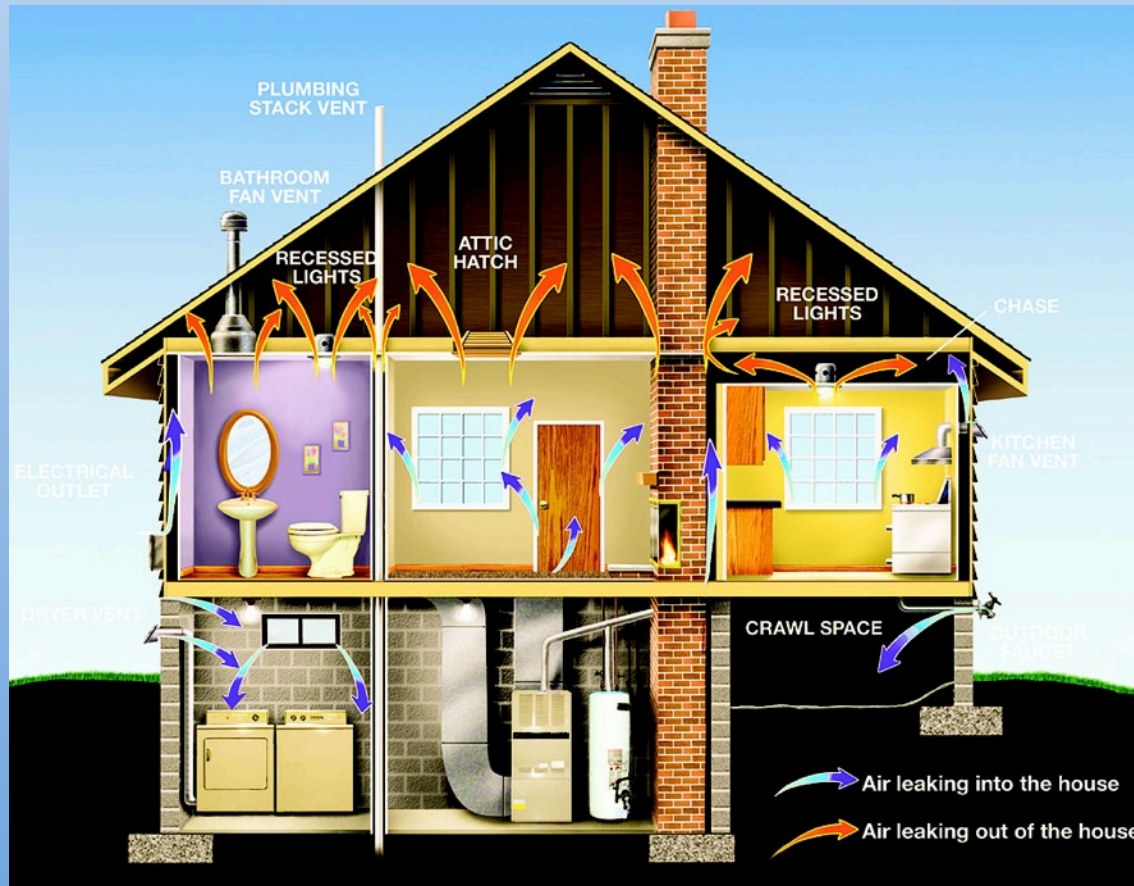 PLUMBING
STACK VENT
BATHROOM
FAN VENT
RECESSED
LIGHTS
ATTIC
HATCH
RECESSED
LIGHTS
CHASE
ELECTRICAL
OUTLET
KITCHEN
FAN VENT
DRYER VENT
CRAWL SPACE
OUTDOOR
FAUCET
Air leaking into the house
Air leaking out of the house